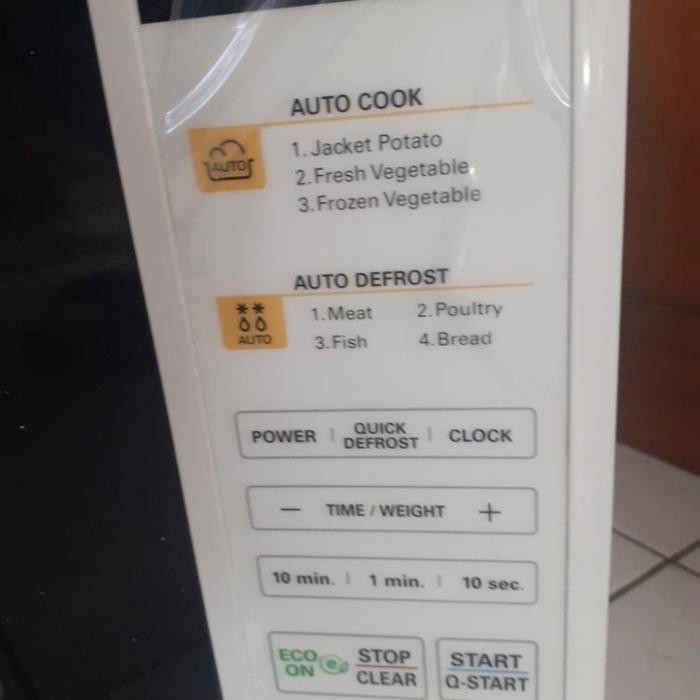 AUTO COOK
AUTO
1. Jacket Potato
2. Fresh Vegetable
3. Frozen Vegetable
AUTO DEFROST
AUTO
1. Meat 2. Poultry
3. Fish 4. Bread
POWER | QUICK DEFROST | CLOCK
− TIME / WEIGHT +
10 min. | 1 min. | 10 sec.
ECO ON e STOP CLEAR
START Q-START